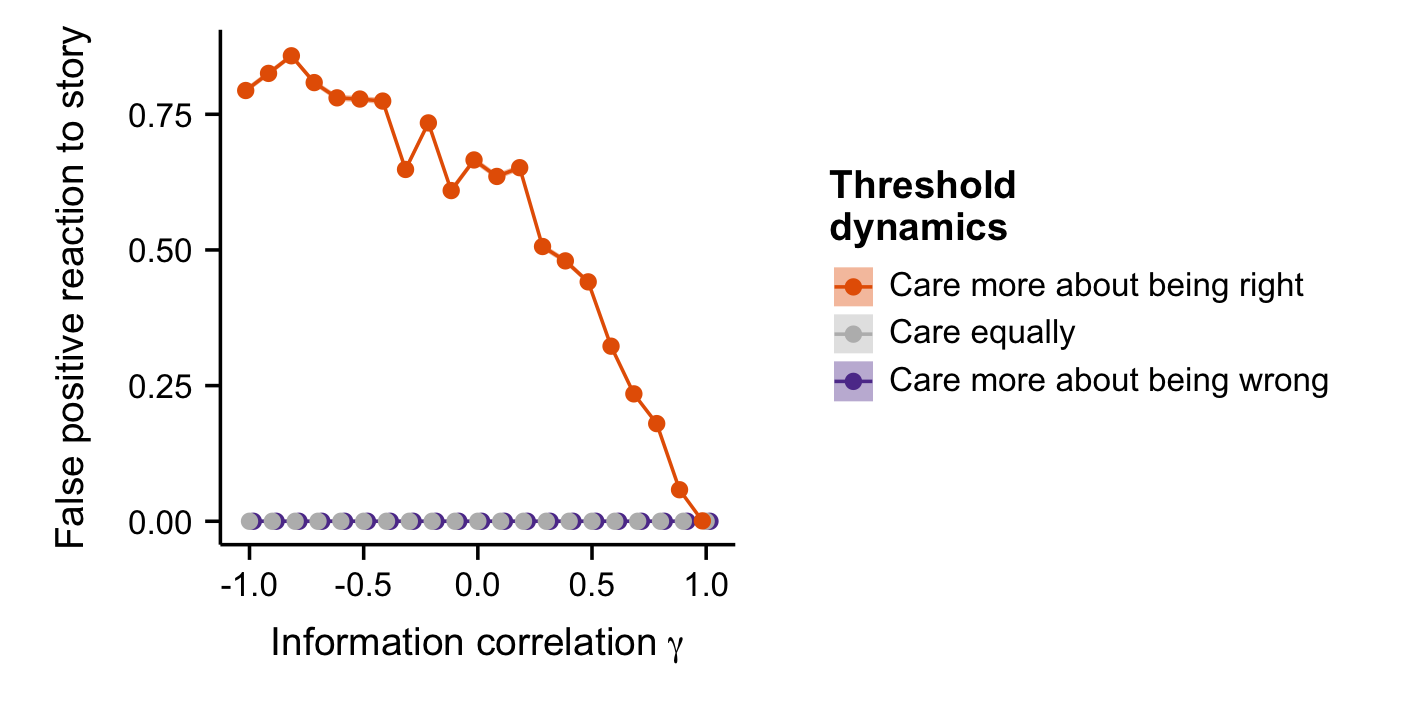 False positive reaction to story
0.75
0.50
0.25
0.00
-1.0 -0.5 0.0 0.5 1.0
Information correlation γ
Threshold
dynamics
Care more about being right
Care equally
Care more about being wrong